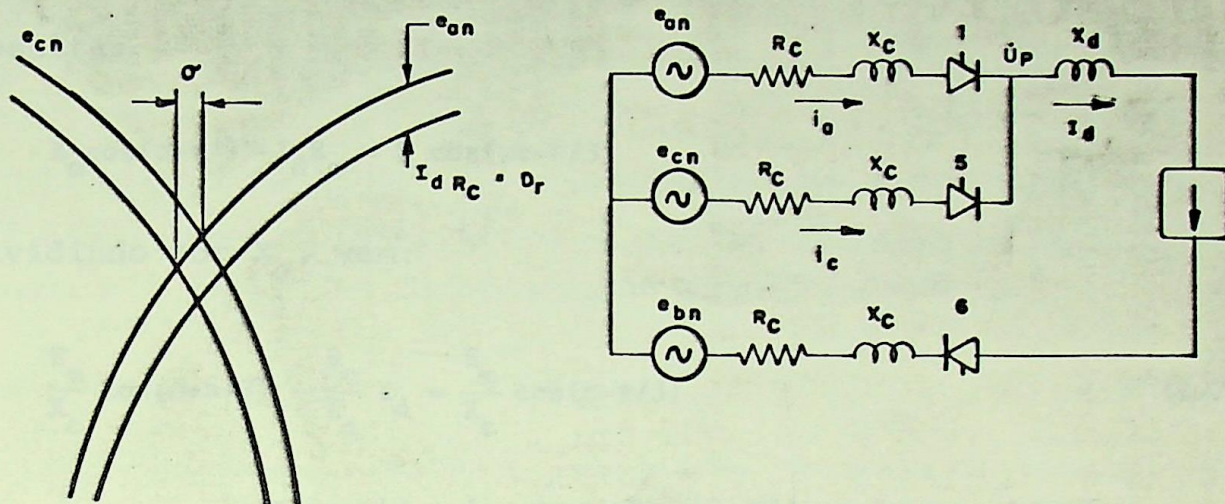 e_cn
σ
e_an
I_d R_C = D_r
e_an
R_C
X_C
1
U̇_P
X_d
i_a
I_d
e_cn
R_C
X_C
5
i_c
e_bn
R_C
X_C
6